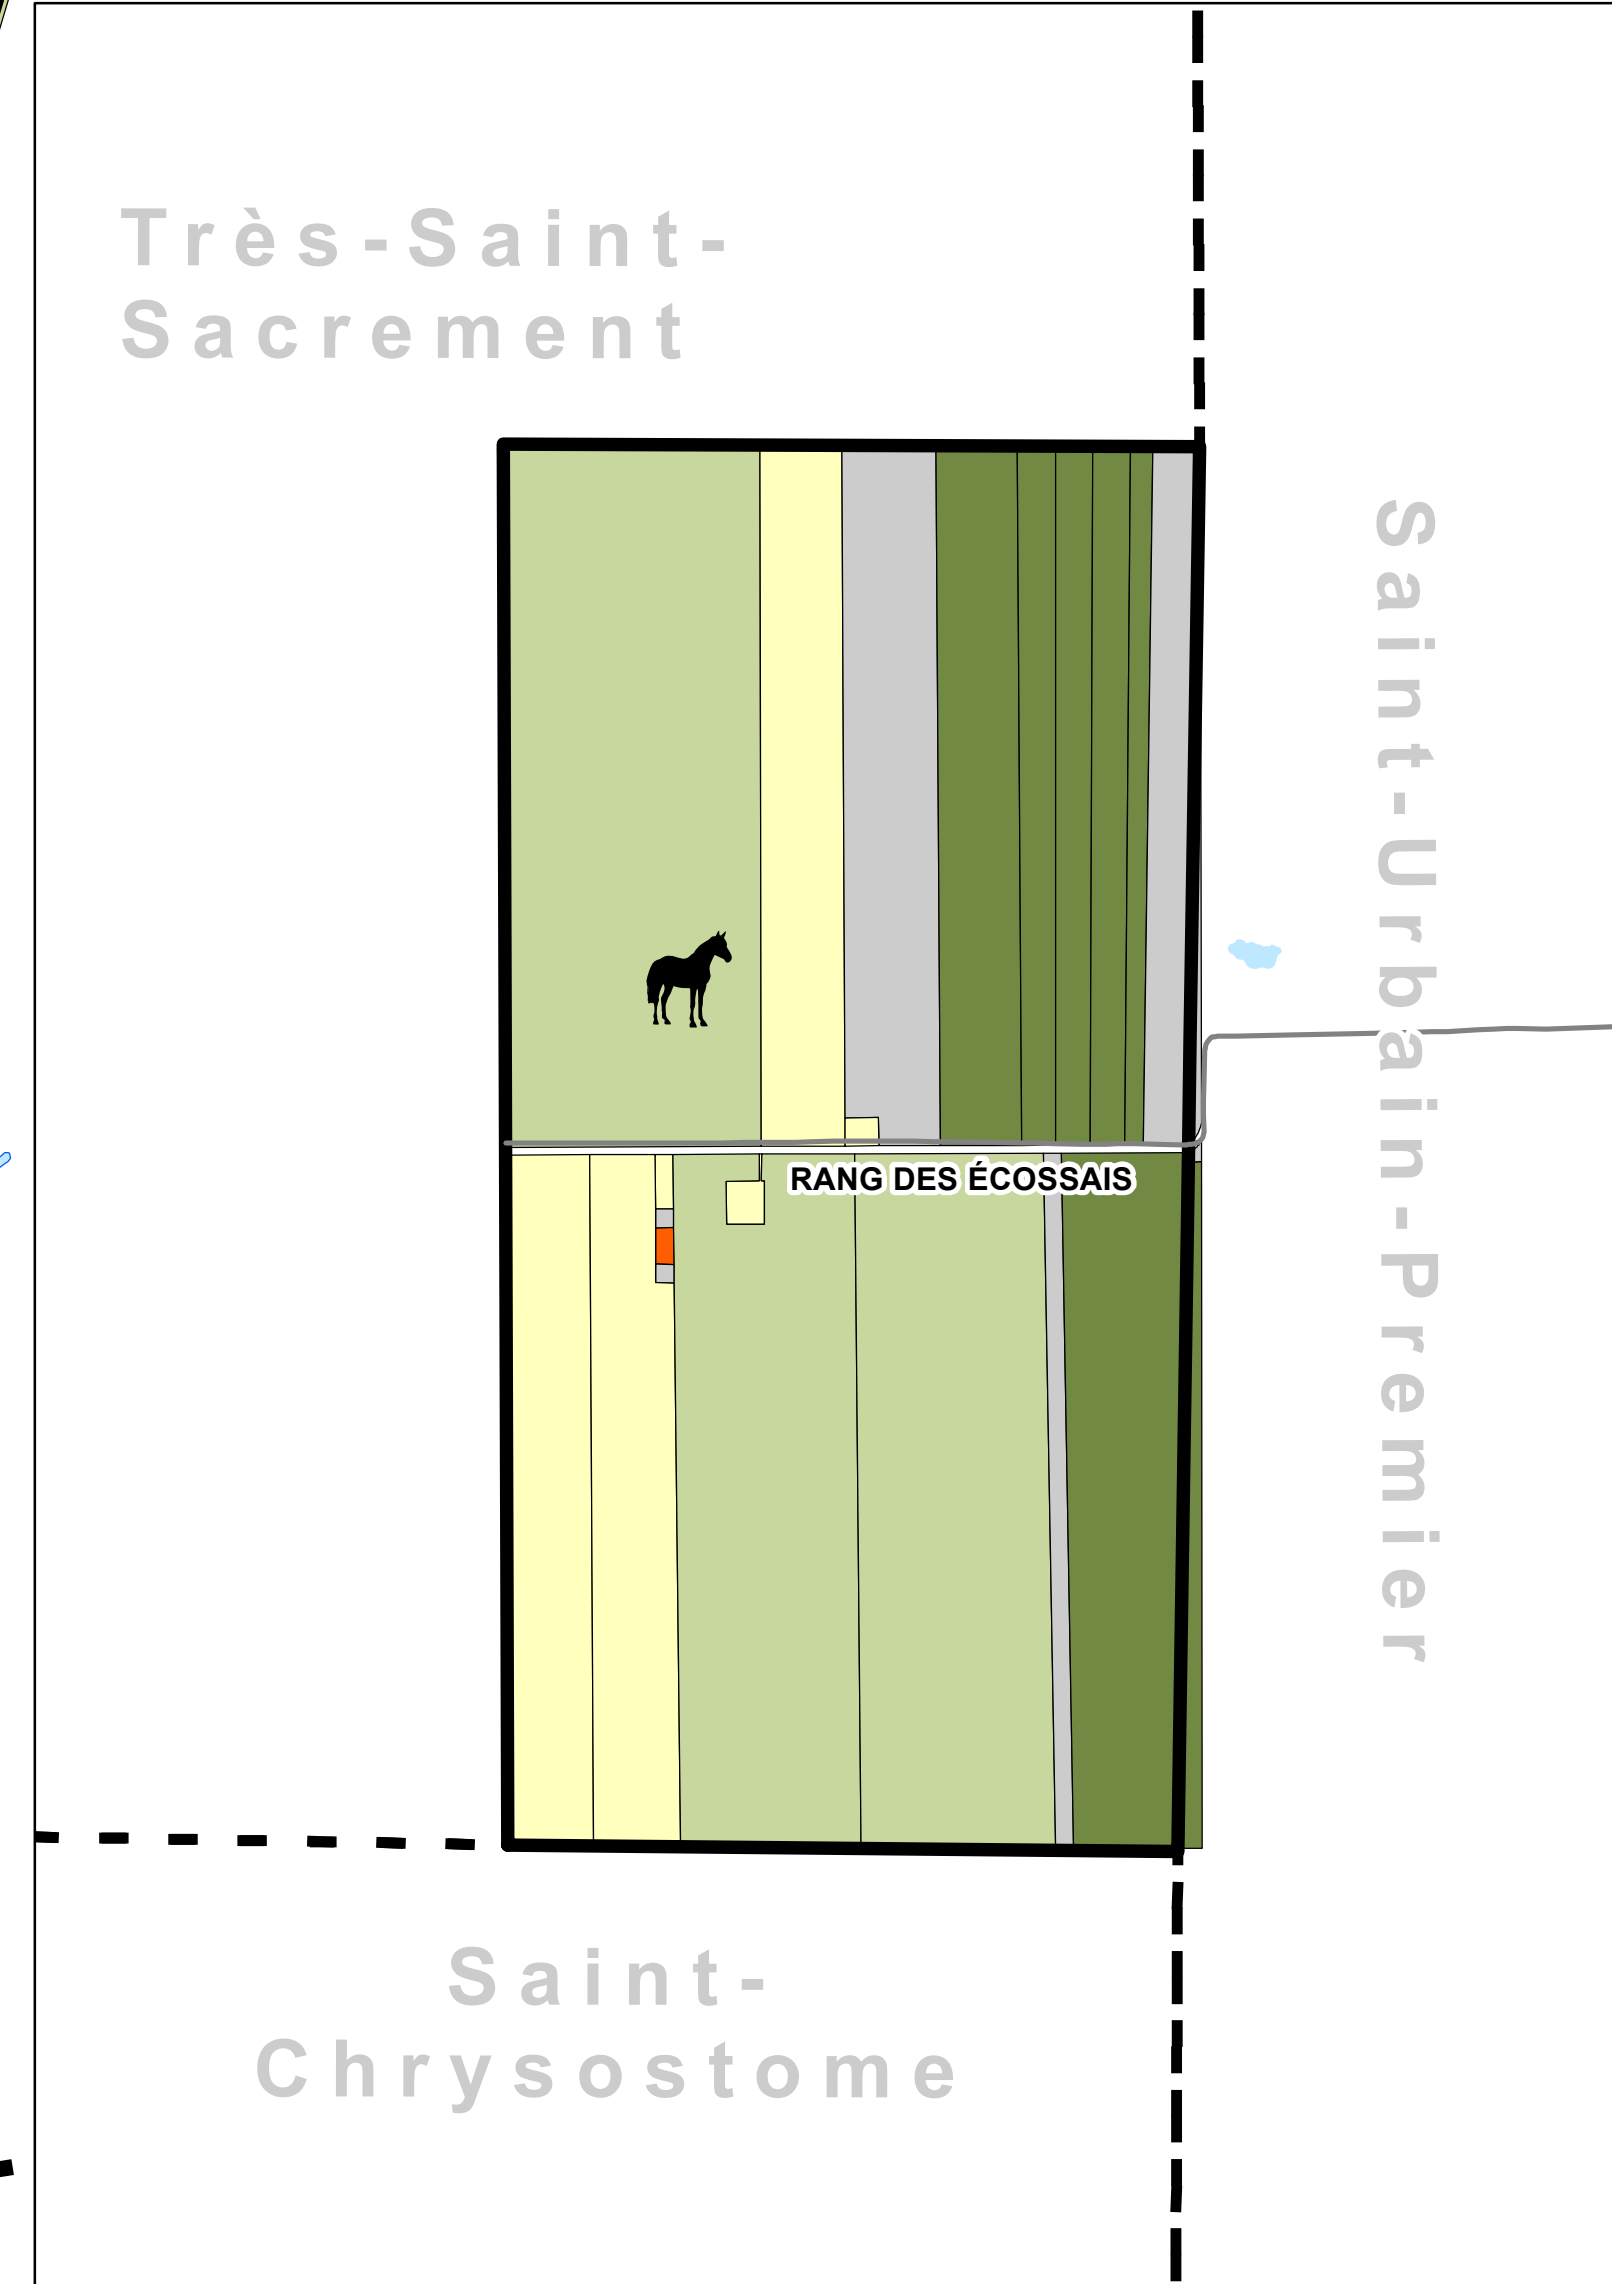 Très-Saint-
Sacrement
Saint-Urbain-Premier
RANG DES ÉCOSSAIS
Saint-
Chrysostome